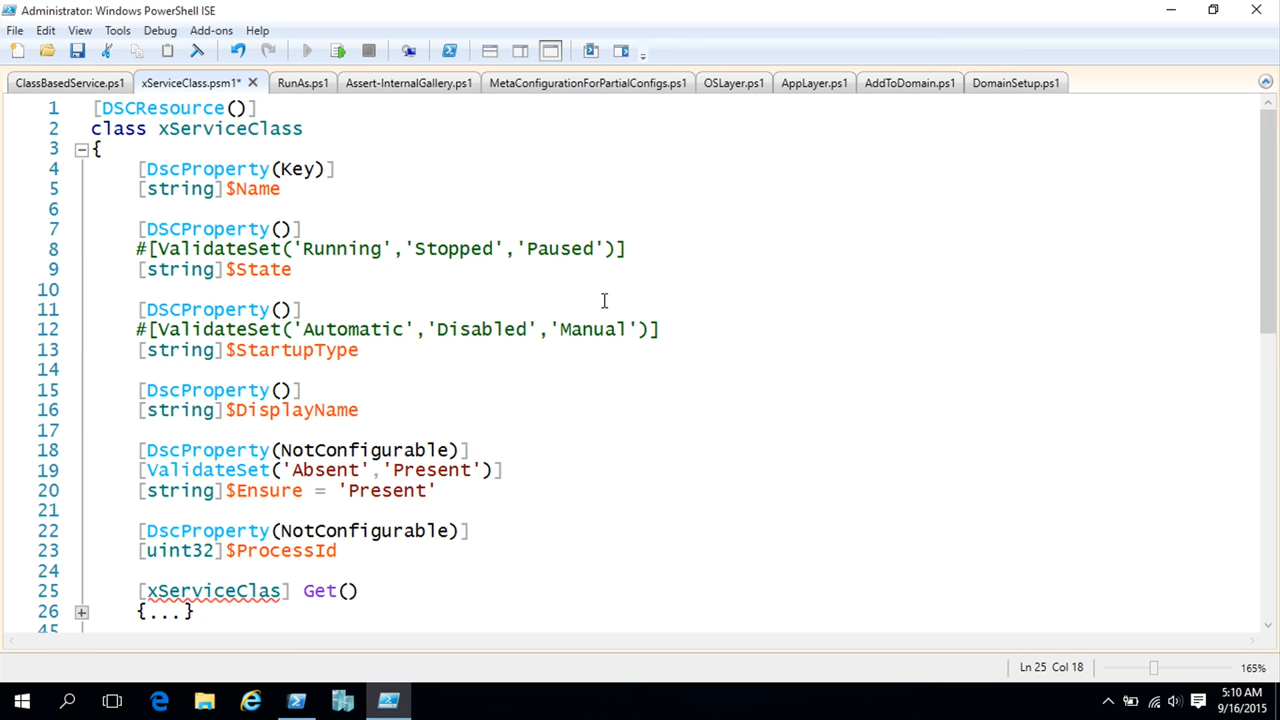 Administrator: Windows PowerShell ISE
File Edit View Tools Debug Add-ons Help
ClassBasedService.ps1 xServiceClass.psm1* RunAs.ps1 Assert-InternalGallery.ps1 MetaConfigurationForPartialConfigs.ps1 OSLayer.ps1 AppLayer.ps1 AddToDomain.ps1 DomainSetup.ps1
1 [DSCResource()]
2 class xServiceClass
3 {
4 [DscProperty(Key)]
5 [string]$Name
6
7 [DSCProperty()]
8 #[ValidateSet('Running','Stopped','Paused')]
9 [string]$State
10
11 [DSCProperty()]
12 #[ValidateSet('Automatic','Disabled','Manual')]
13 [string]$StartupType
14
15 [DscProperty()]
16 [string]$DisplayName
17
18 [DscProperty(NotConfigurable)]
19 [ValidateSet('Absent','Present')]
20 [string]$Ensure = 'Present'
21
22 [DscProperty(NotConfigurable)]
23 [uint32]$ProcessId
24
25 [xServiceClas] Get()
26 {...}
45
Ln 25 Col 18 165%
5:10 AM
9/16/2015